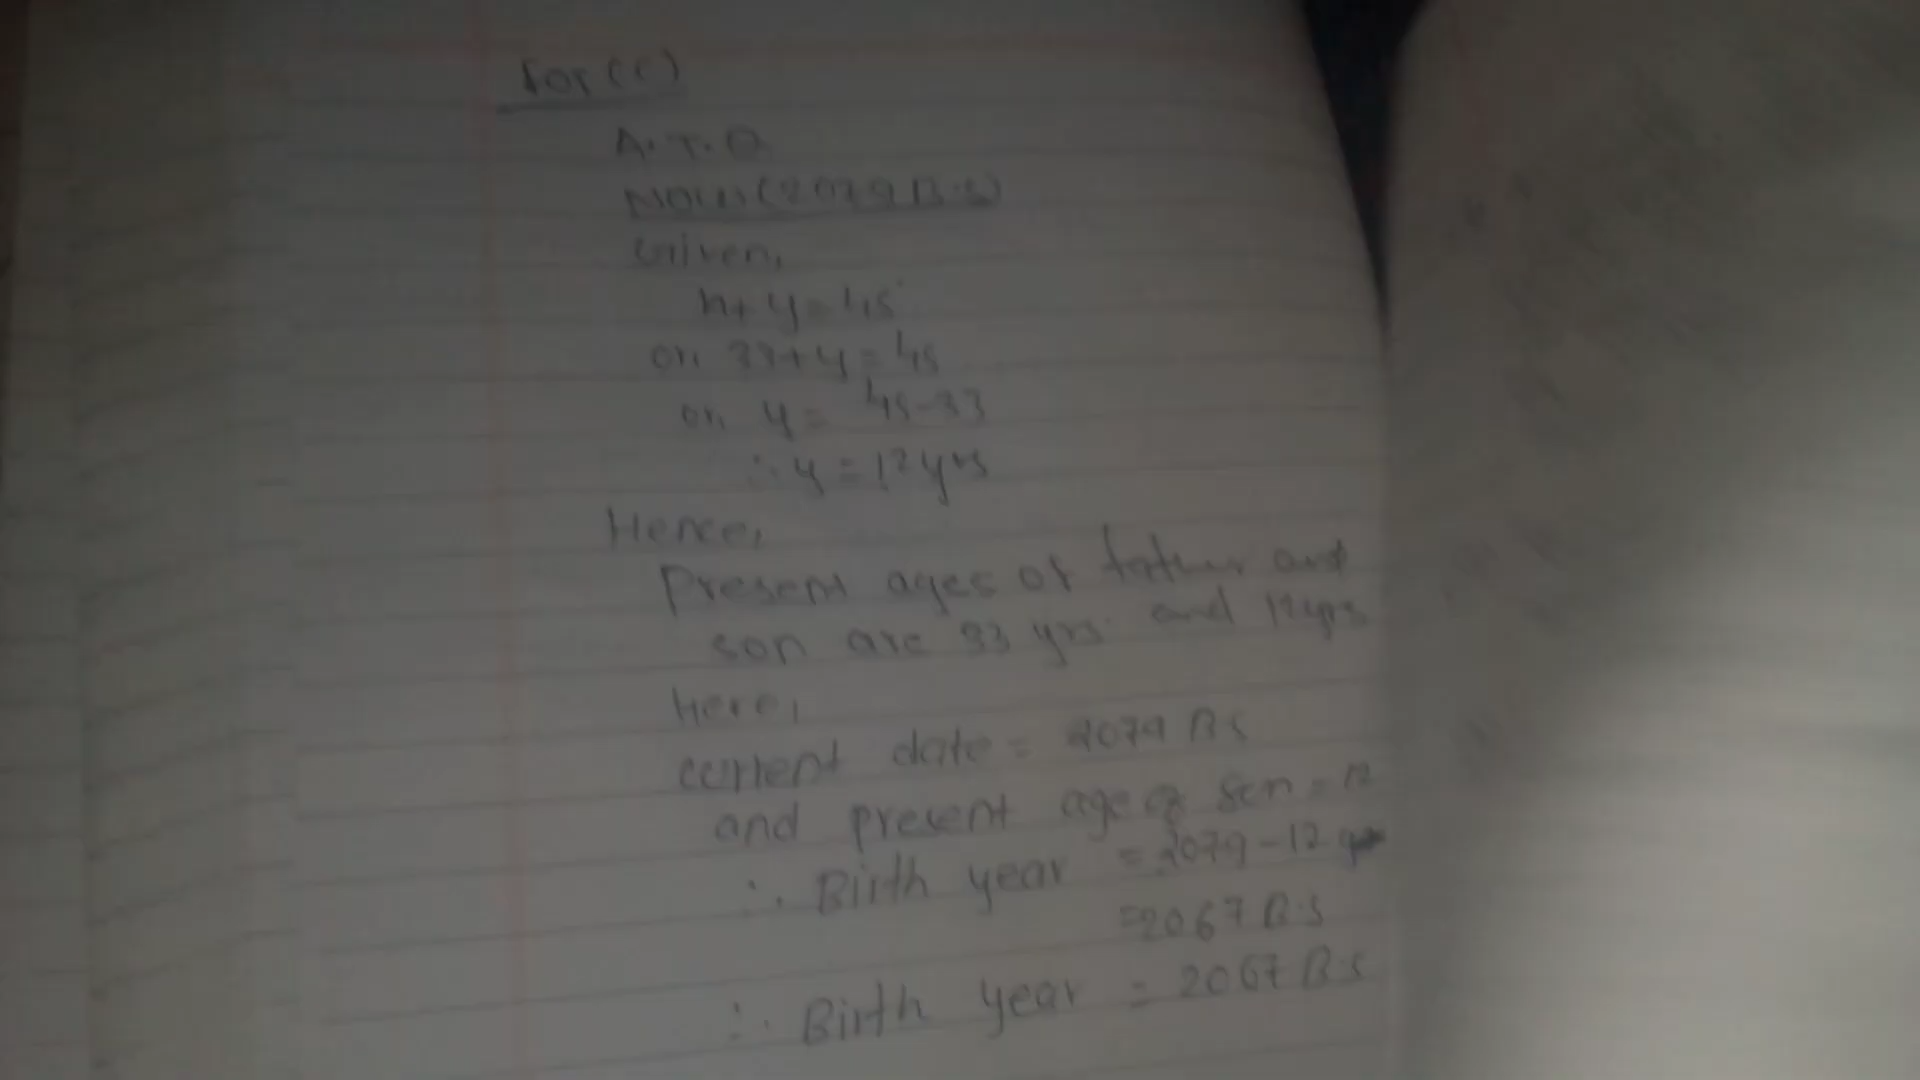 for (c)
A.T.Q
Now (2079 B.S)
Given,
x+y=45
or, 33+y=45
or, y= 45-33
∴ y=12yrs
Hence,
Present ages of father and
son are 33 yrs and 12yrs
Here,
current date = 2079 B.S
and present age of son = 12
∴ Birth year = 2079-12
=2067 B.S
∴ Birth year = 2067 B.S